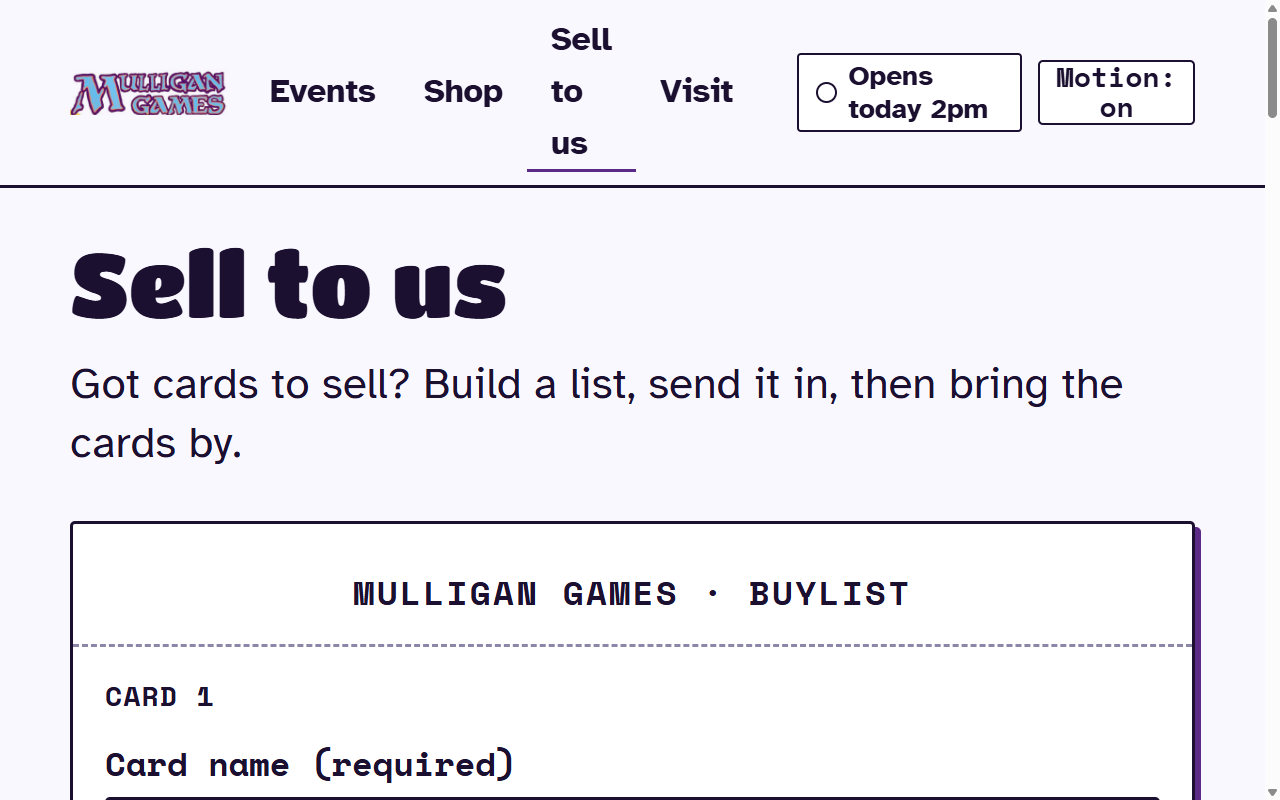 MULLIGAN
GAMES
Events
Shop
Sell
to
us
Visit
Opens
today 2pm
Motion:
on
Sell to us
Got cards to sell? Build a list, send it in, then bring the
cards by.
MULLIGAN GAMES · BUYLIST
CARD 1
Card name (required)